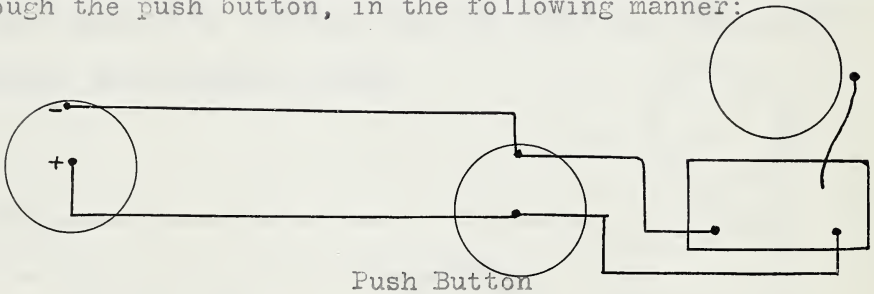 ough the push button, in the following manner:
-
+
Push Button